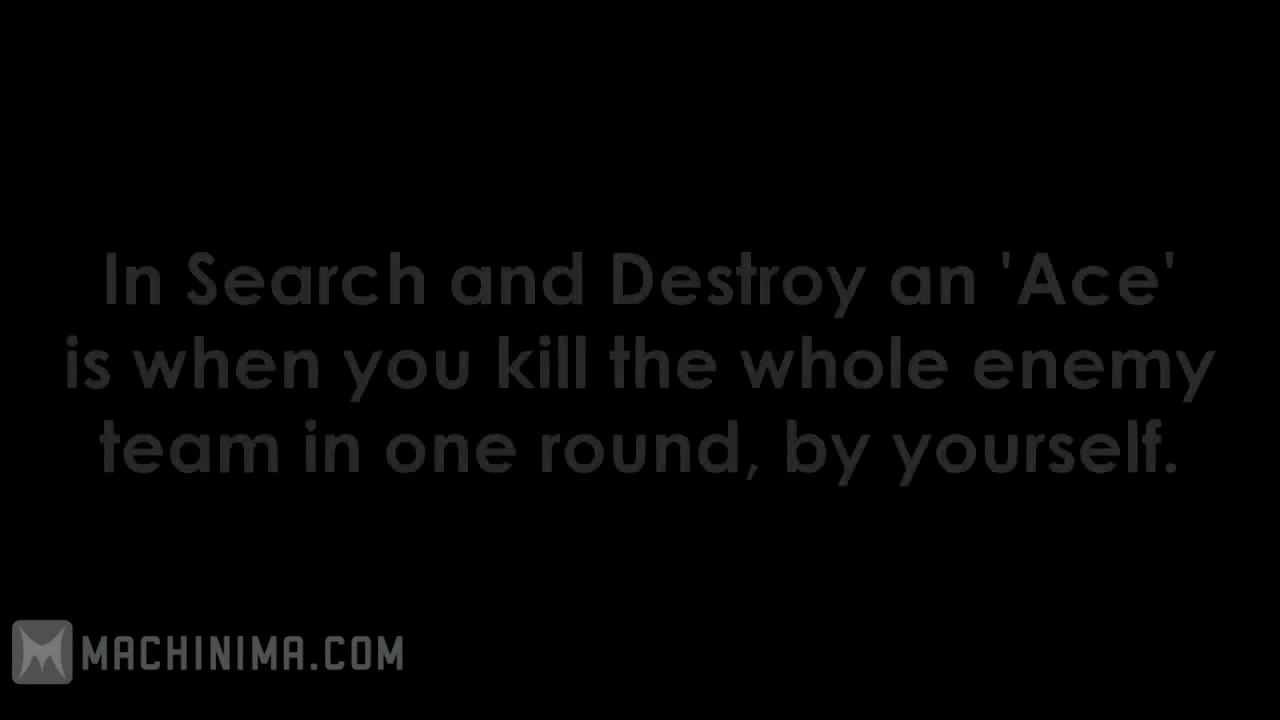 In Search and Destroy an 'Ace'
is when you kill the whole enemy
team in one round, by yourself.
MACHINIMA.COM